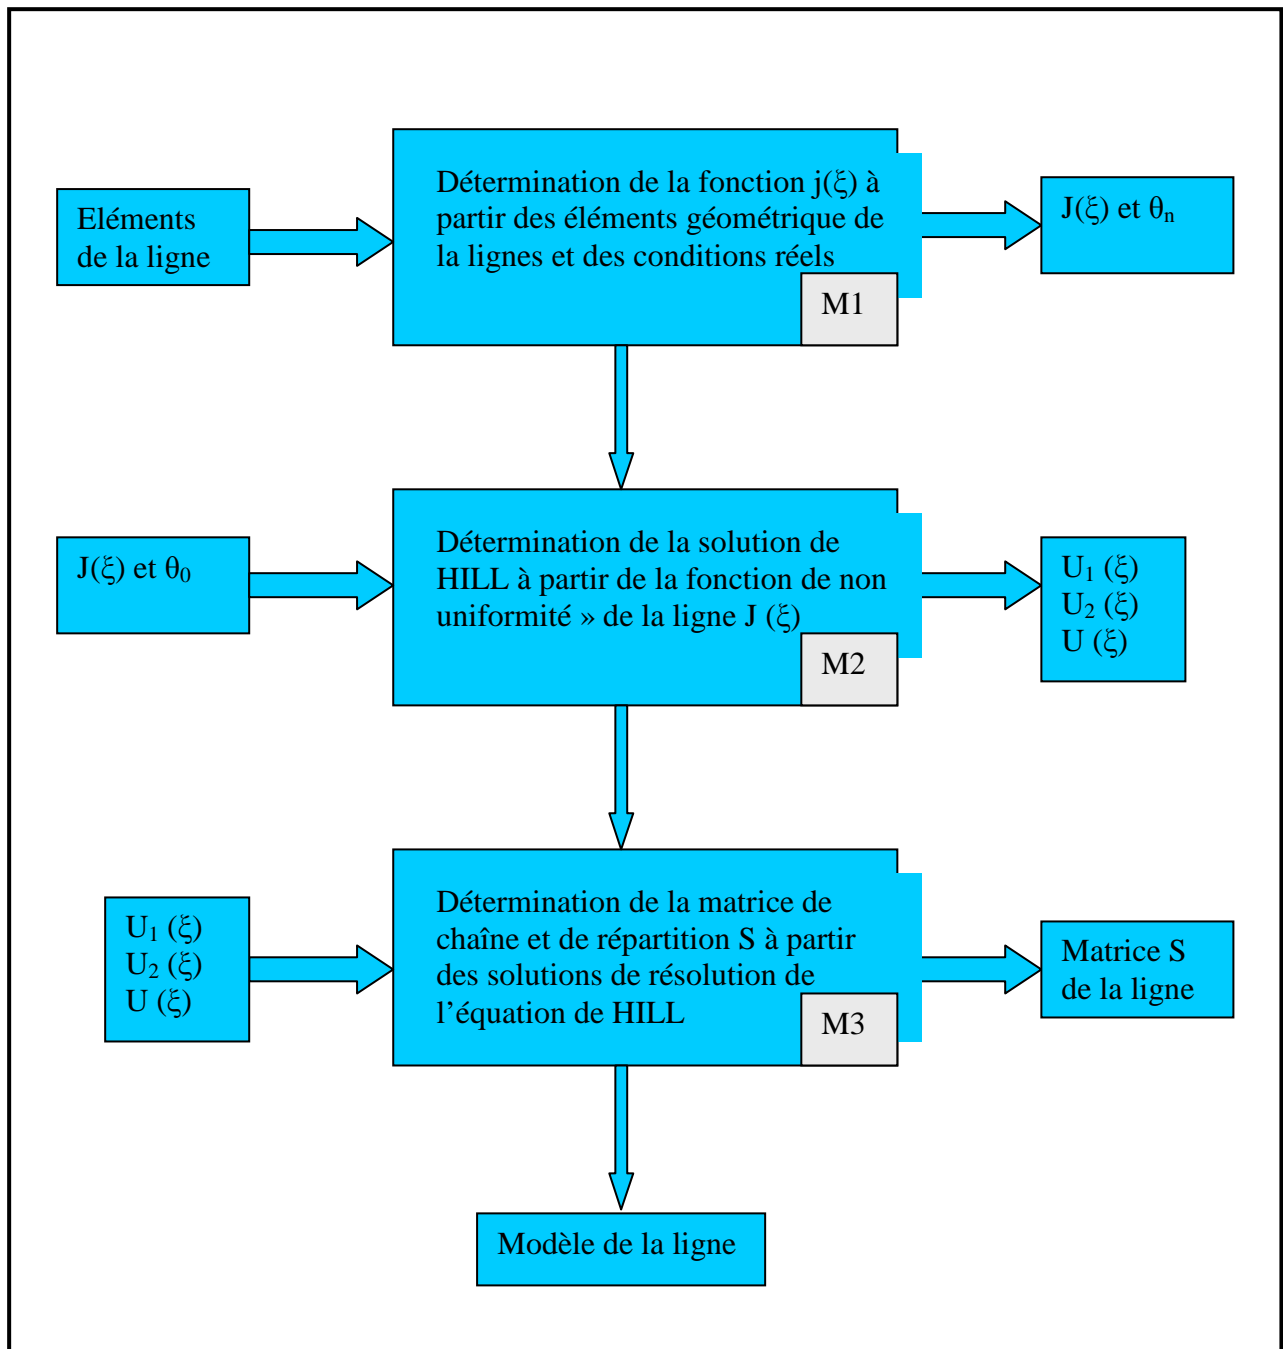 Eléments
de la ligne
Détermination de la fonction j(ξ) à
partir des éléments géométrique de
la lignes et des conditions réels
M1
J(ξ) et θn
J(ξ) et θ0
Détermination de la solution de
HILL à partir de la fonction de non
uniformité » de la ligne J (ξ)
M2
U1 (ξ)
U2 (ξ)
U (ξ)
U1 (ξ)
U2 (ξ)
U (ξ)
Détermination de la matrice de
chaîne et de répartition S à partir
des solutions de résolution de
l’équation de HILL
M3
Matrice S
de la ligne
Modèle de la ligne